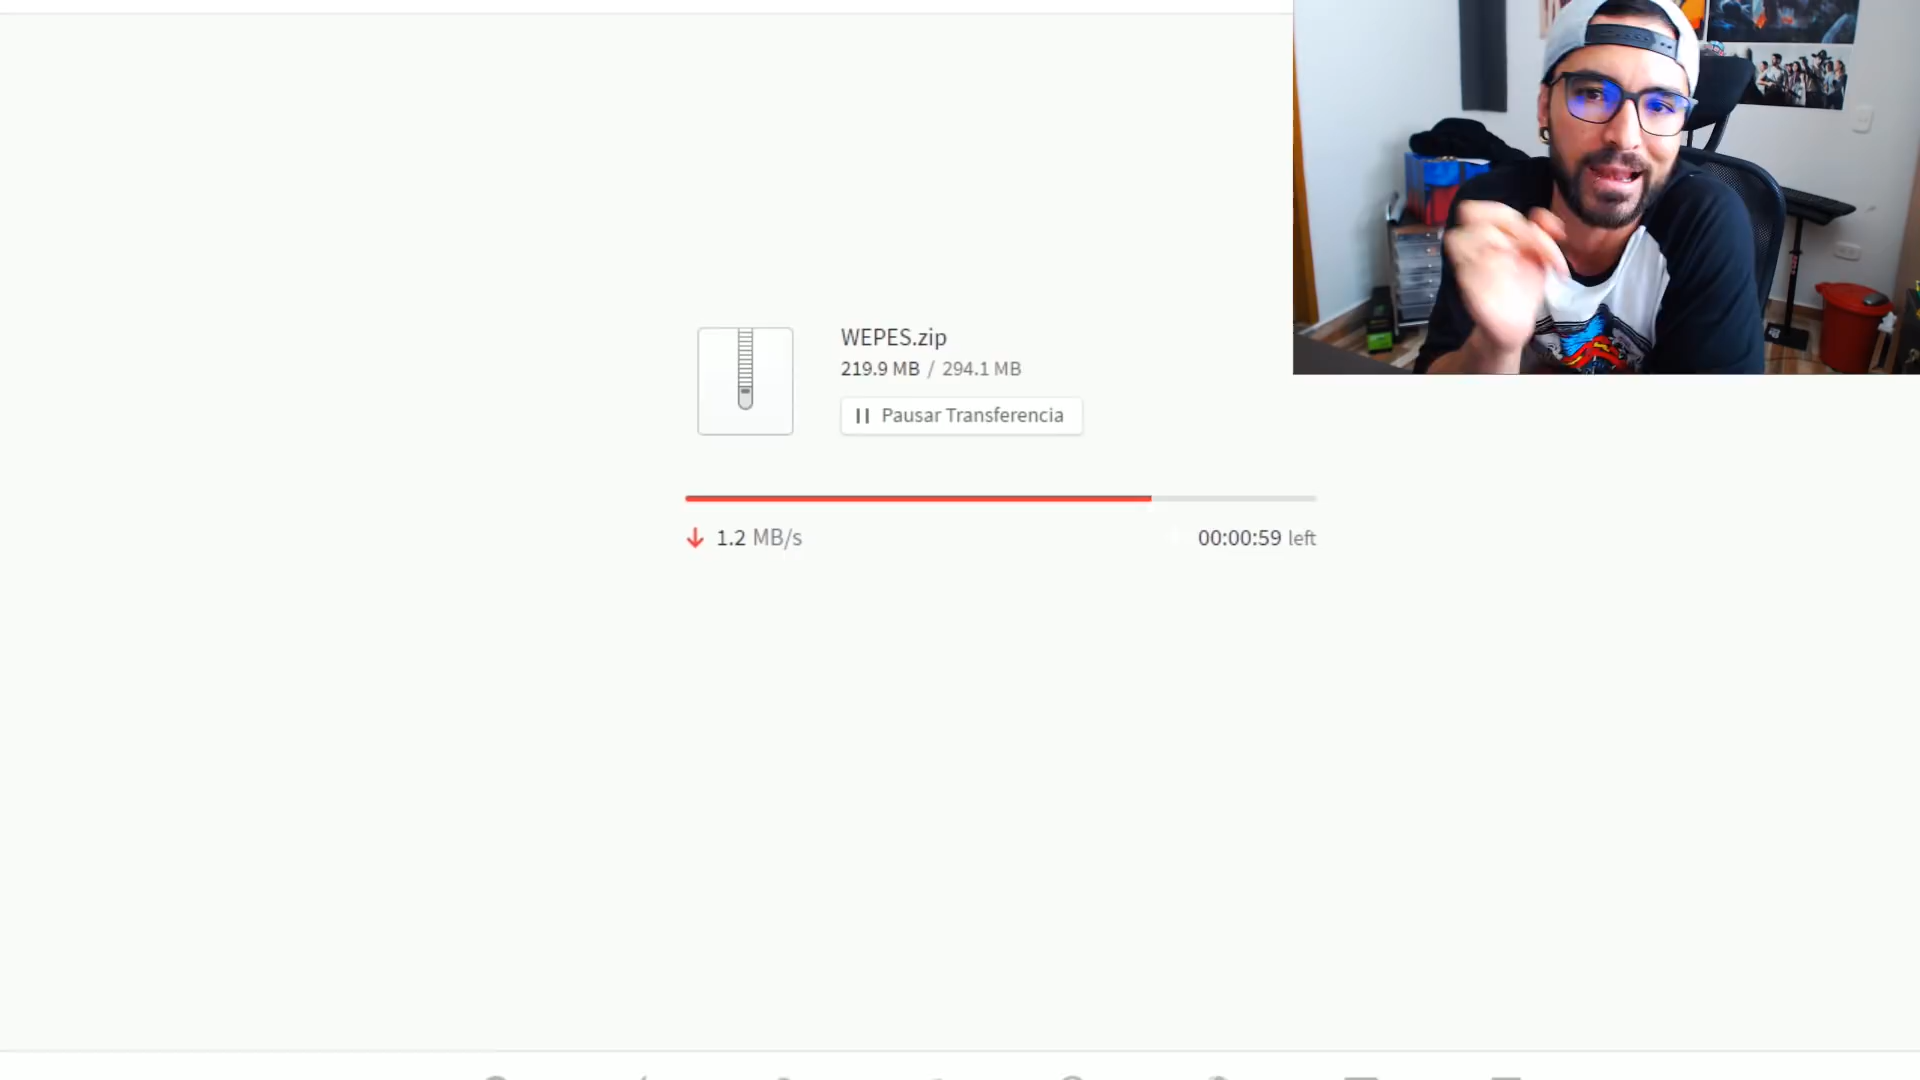 WEPES.zip
219.9 MB / 294.1 MB
Pausar Transferencia
1.2 MB/s
00:00:59 left